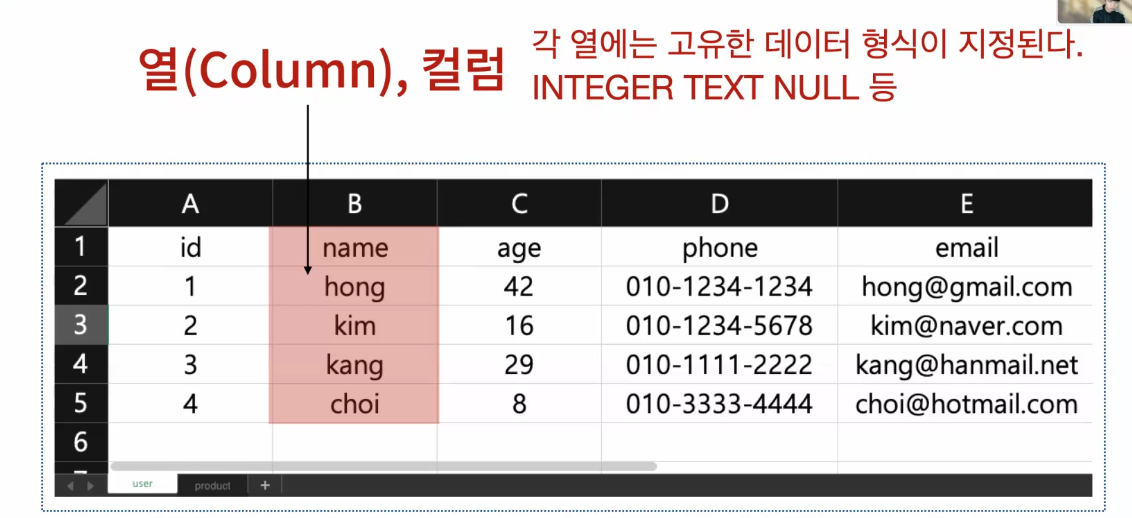 열(Column), 컬럼
각 열에는 고유한 데이터 형식이 지정된다.
INTEGER TEXT NULL 등
A B C D E
1 id name age phone email
2 1 hong 42 010-1234-1234 hong@gmail.com
3 2 kim 16 010-1234-5678 kim@naver.com
4 3 kang 29 010-1111-2222 kang@hanmail.net
5 4 choi 8 010-3333-4444 choi@hotmail.com
6
user product +